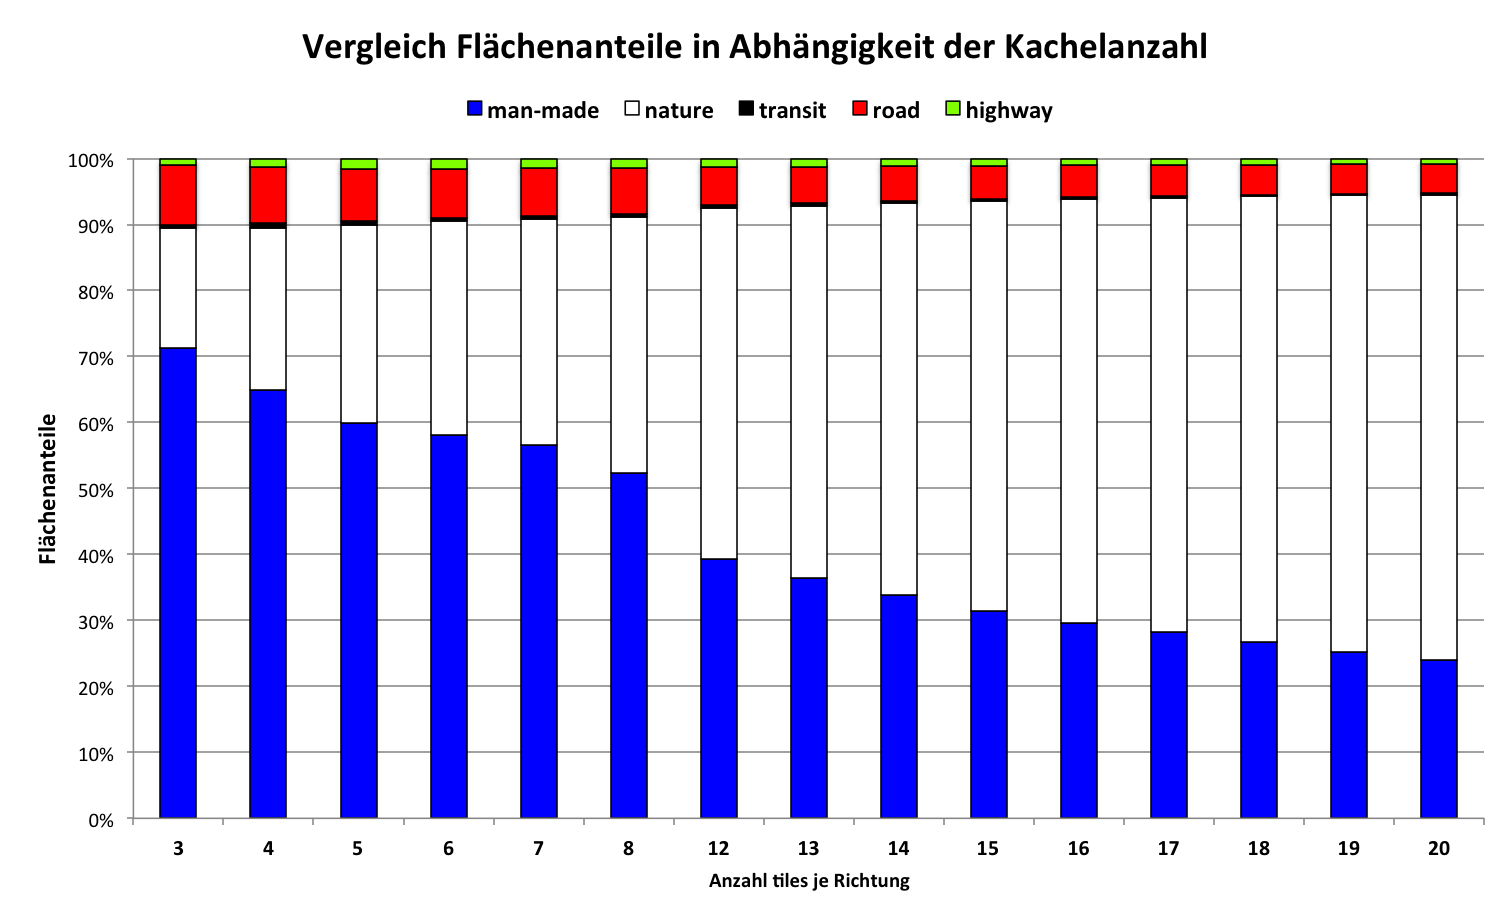 Vergleich Flächenanteile in Abhängigkeit der Kachelanzahl
man-made nature transit road highway
100%
90%
80%
70%
60%
50%
40%
30%
20%
10%
0%
Flächenanteile
3 4 5 6 7 8 12 13 14 15 16 17 18 19 20
Anzahl tiles je Richtung